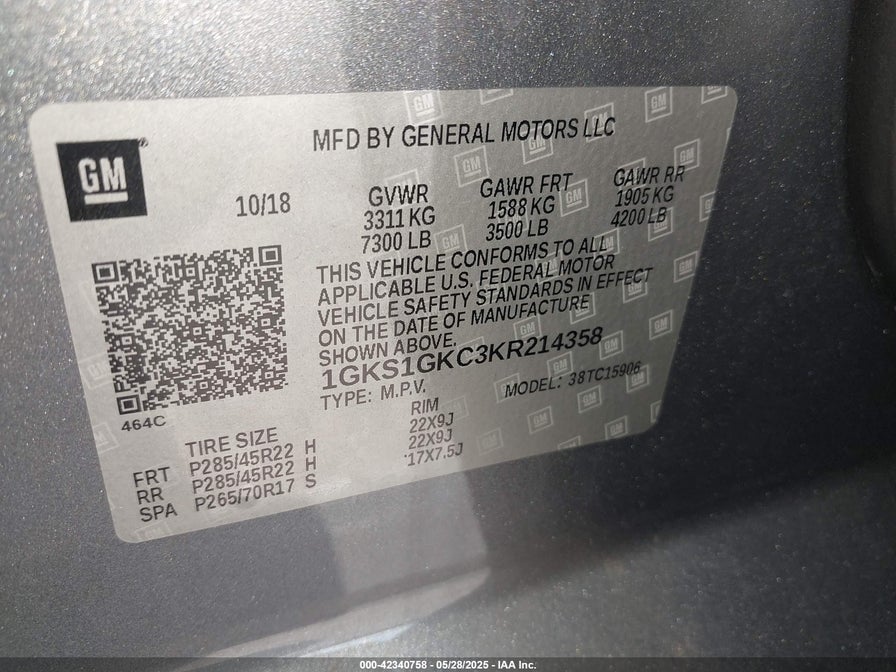 MFD BY GENERAL MOTORS LLC
GM®
10/18
GVWR GAWR FRT GAWR RR
3311 KG 1588 KG 1905 KG
7300 LB 3500 LB 4200 LB
THIS VEHICLE CONFORMS TO ALL
APPLICABLE U.S. FEDERAL MOTOR
VEHICLE SAFETY STANDARDS IN EFFECT
ON THE DATE OF MANUFACTURE
SHOWN ABOVE.
1GKS1GKC3KR214358
TYPE: M.P.V. MODEL: 38TC15906
464C
TIRE SIZE RIM
FRT P285/45R22 H 22X9J
RR P285/45R22 H 22X9J
SPA P265/70R17 S 17X7.5J
000-42340758 - 05/28/2025 - IAA Inc.